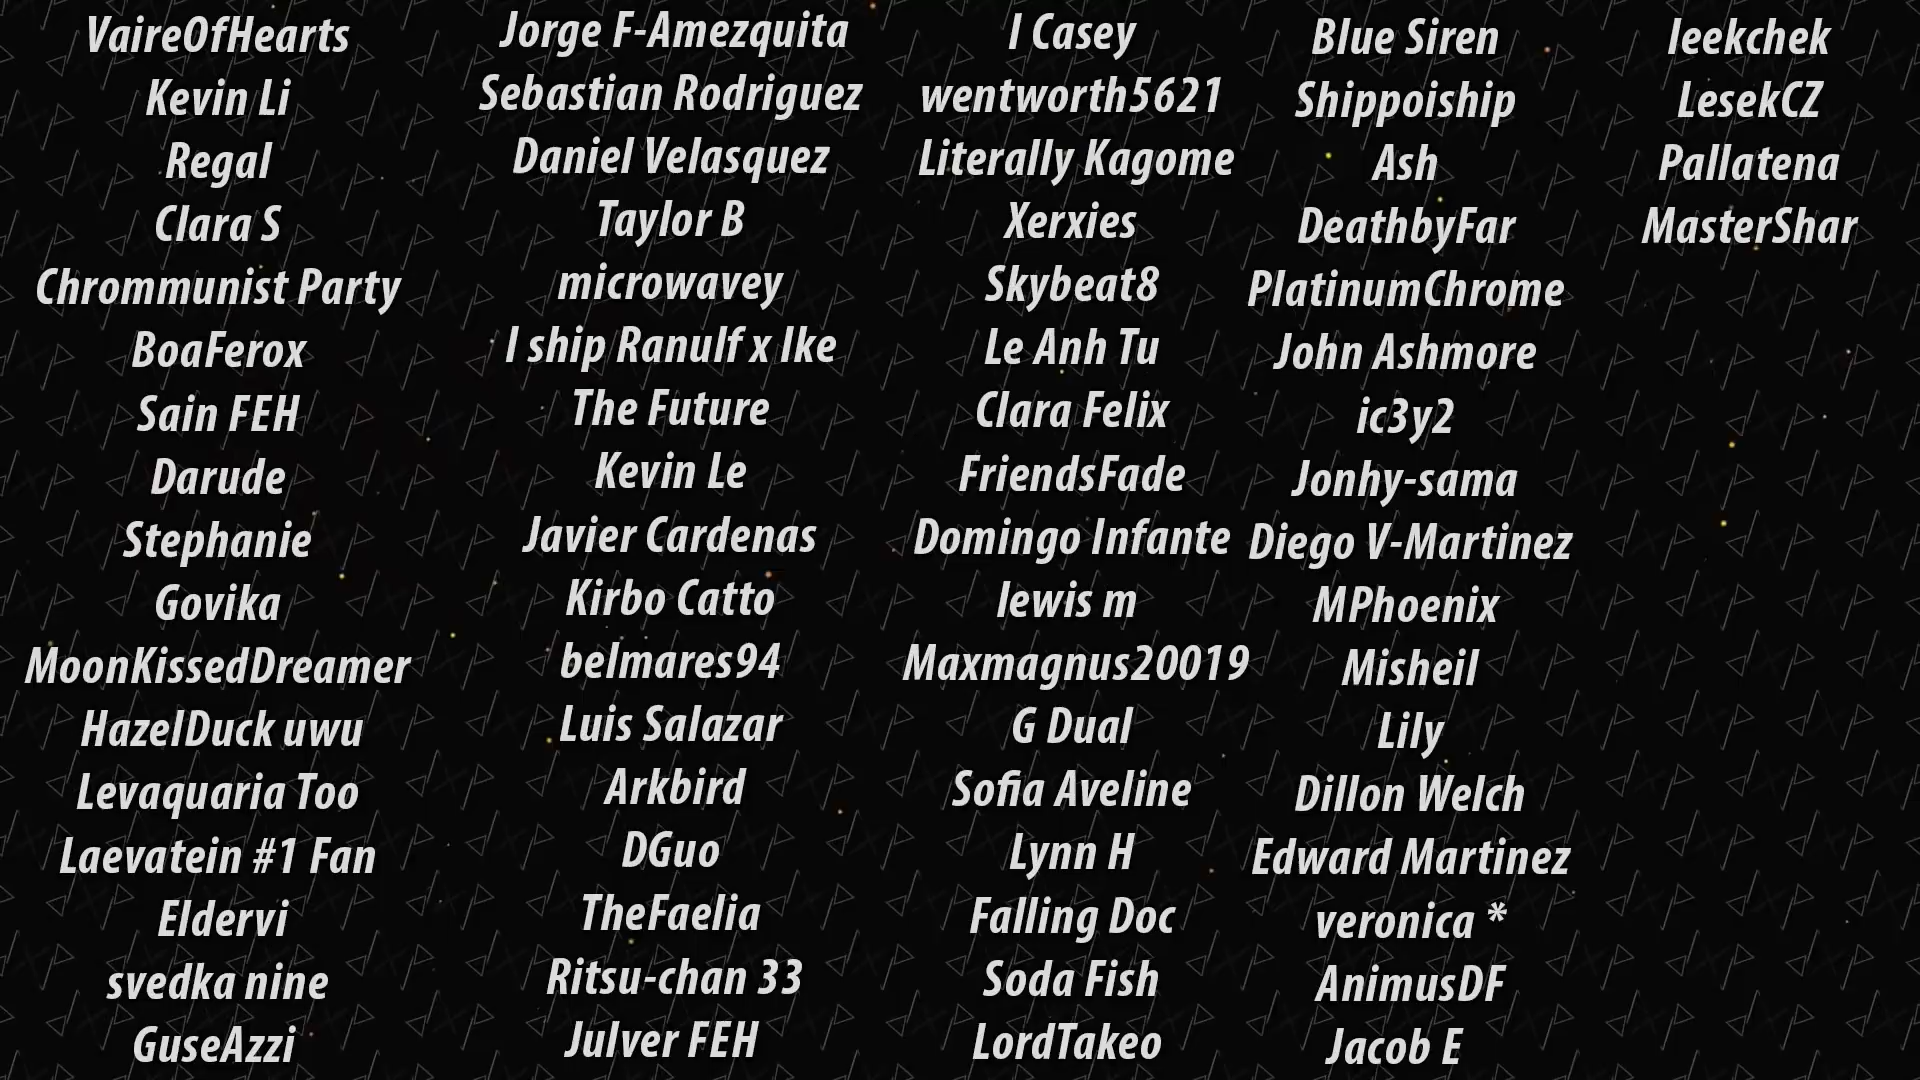 VaireOfHearts
Kevin Li
Regal
Clara S
Chrommunist Party
BoaFerox
Sain FEH
Darude
Stephanie
Govika
MoonKissedDreamer
HazelDuck uwu
Levaquaria Too
Laevatein #1 Fan
Eldervi
svedka nine
GuseAzzi
Jorge F-Amezquita
Sebastian Rodriguez
Daniel Velasquez
Taylor B
microwavey
I ship Ranulf x Ike
The Future
Kevin Le
Javier Cardenas
Kirbo Catto
belmares94
Luis Salazar
Arkbird
DGuo
TheFaelia
Ritsu-chan 33
Julver FEH
I Casey
wentworth5621
Literally Kagome
Xerxies
Skybeat8
Le Anh Tu
Clara Felix
FriendsFade
Domingo Infante
lewis m
Maxmagnus20019
G Dual
Sofia Aveline
Lynn H
Falling Doc
Soda Fish
LordTakeo
Blue Siren
Shippoiship
Ash
DeathbyFar
PlatinumChrome
John Ashmore
ic3y2
Jonhy-sama
Diego V-Martinez
MPhoenix
Misheil
Lily
Dillon Welch
Edward Martinez
veronica *
AnimusDF
Jacob E
leekchek
LesekCZ
Pallatena
MasterShar